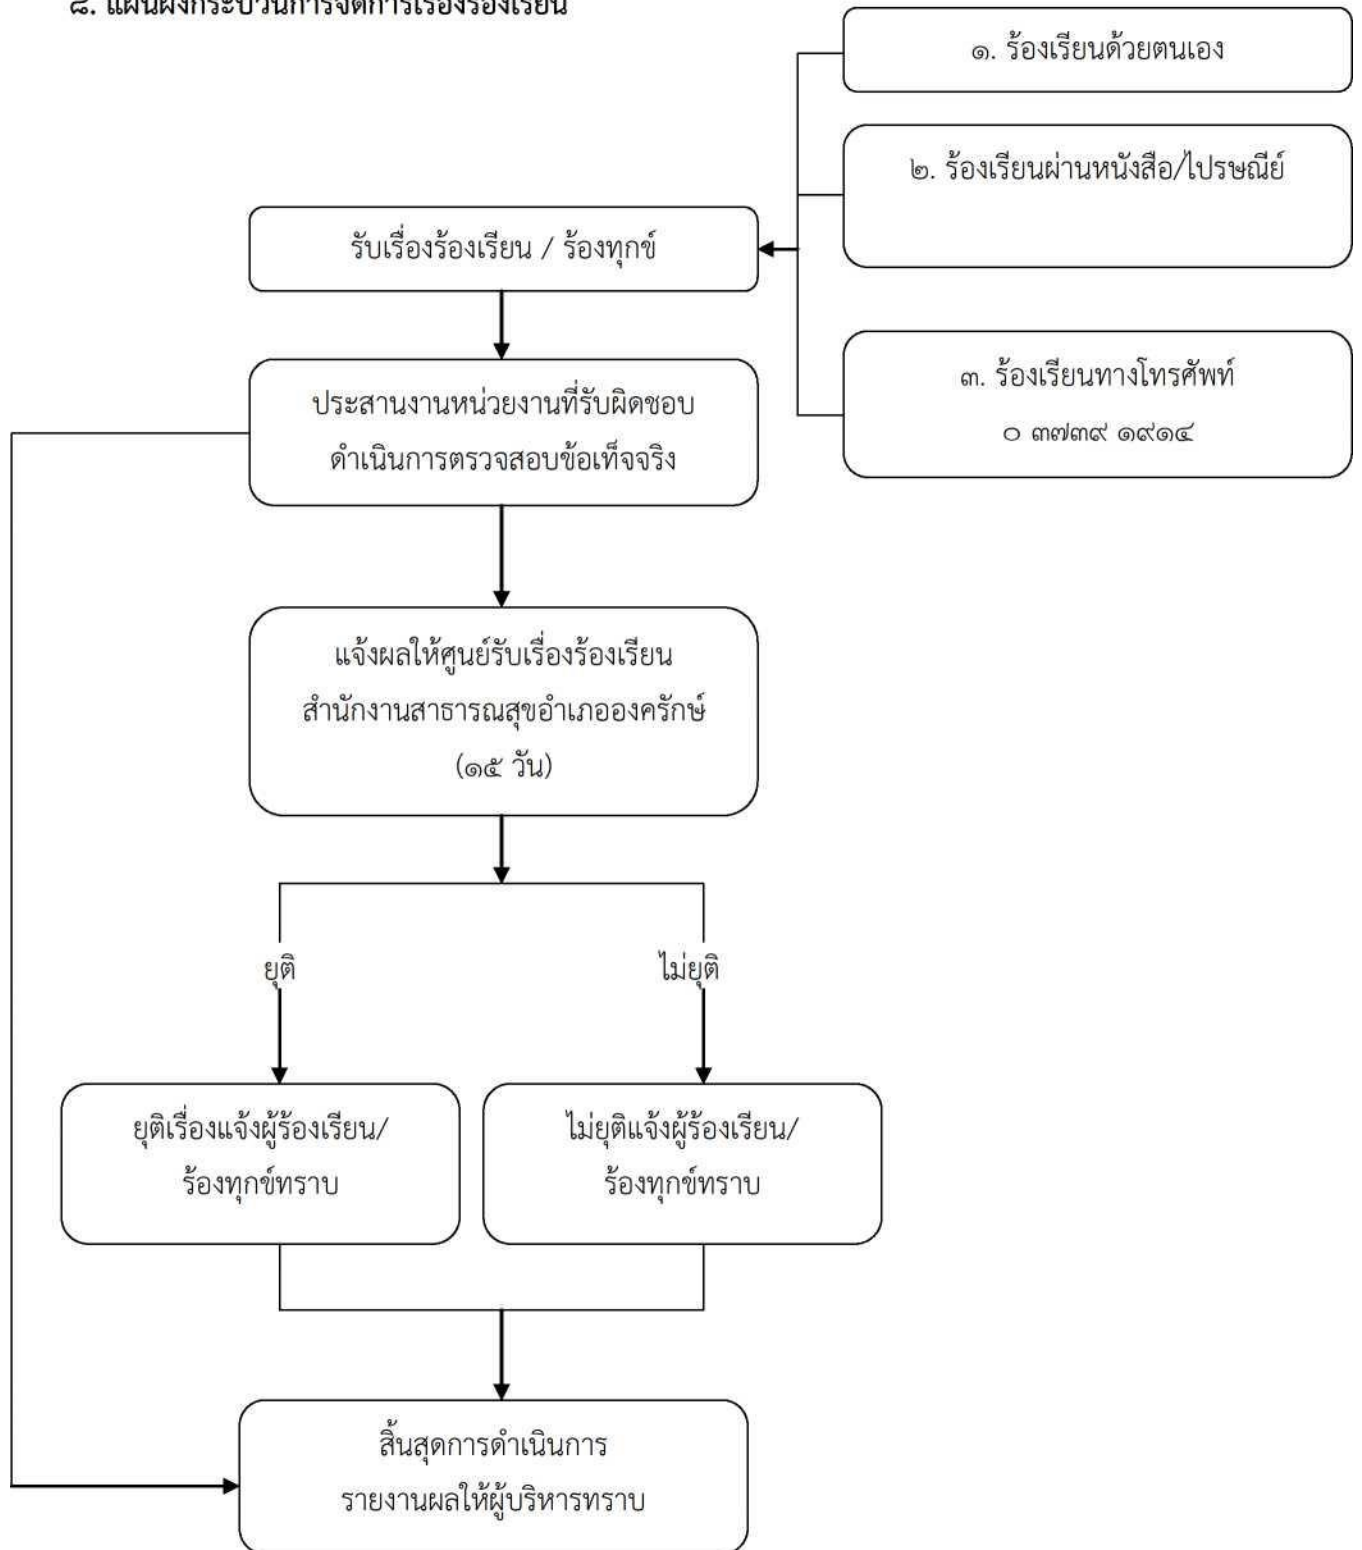 ๘. แผนผังกระบวนการจัดการเรื่องร้องเรียน
๑. ร้องเรียนด้วยตนเอง
๒. ร้องเรียนผ่านหนังสือ/ไปรษณีย์
๓. ร้องเรียนทางโทรศัพท์
๐ ๓๗๓๙ ๑๙๑๔
รับเรื่องร้องเรียน / ร้องทุกข์
ประสานงานหน่วยงานที่รับผิดชอบ
ดำเนินการตรวจสอบข้อเท็จจริง
แจ้งผลให้ศูนย์รับเรื่องร้องเรียน
สำนักงานสาธารณสุขอำเภอองครักษ์
(๑๕ วัน)
ยุติ
ไม่ยุติ
ยุติเรื่องแจ้งผู้ร้องเรียน/
ร้องทุกข์ทราบ
ไม่ยุติแจ้งผู้ร้องเรียน/
ร้องทุกข์ทราบ
สิ้นสุดการดำเนินการ
รายงานผลให้ผู้บริหารทราบ